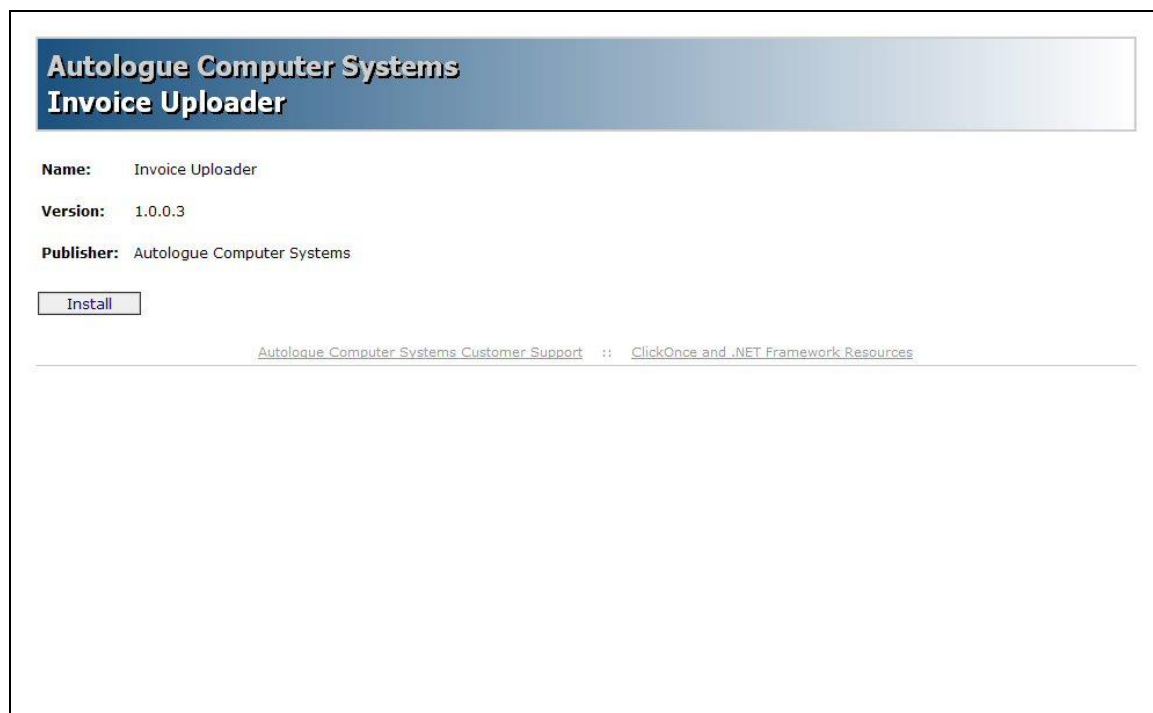 Autologue Computer Systems
Invoice Uploader
Name: Invoice Uploader
Version: 1.0.0.3
Publisher: Autologue Computer Systems
Install
Autologue Computer Systems Customer Support :: ClickOnce and .NET Framework Resources